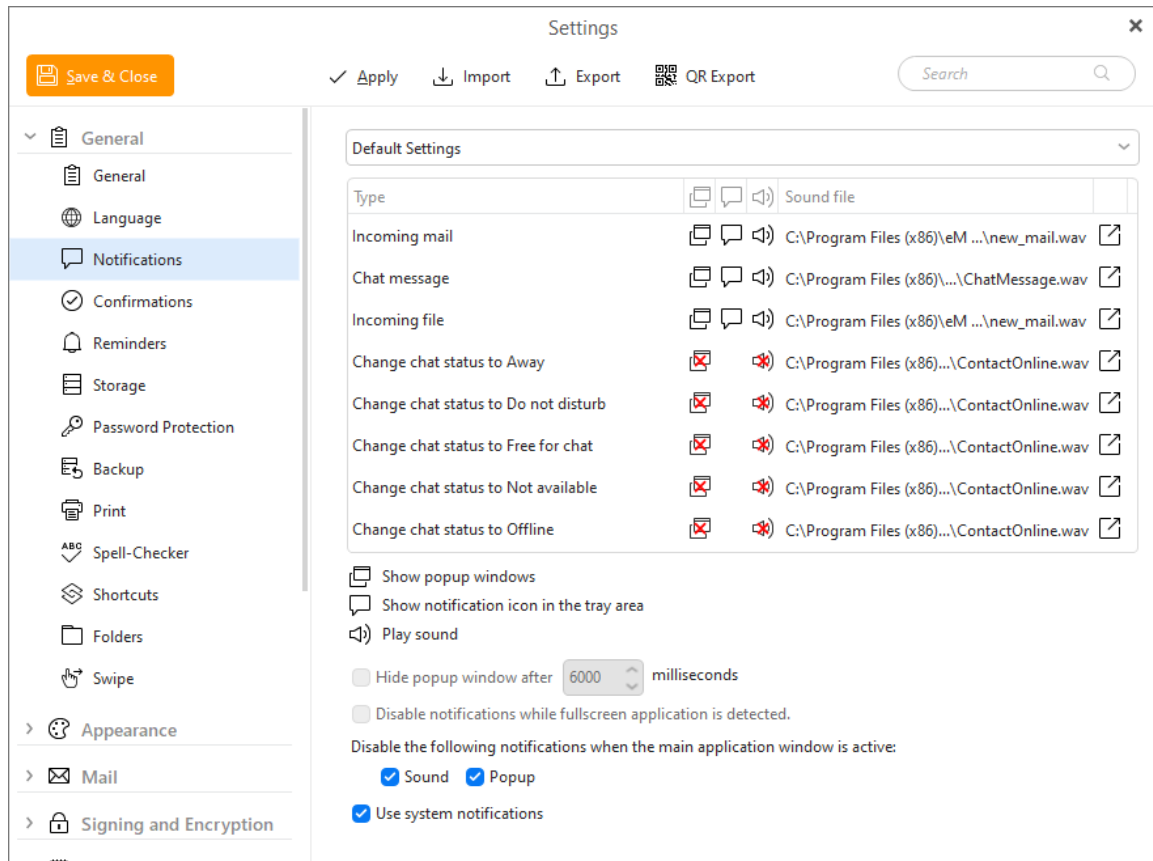 Settings
Save & Close
Apply
Import
Export
QR Export
Search
General
General
Language
Notifications
Confirmations
Reminders
Storage
Password Protection
Backup
Print
ABC
Spell-Checker
Shortcuts
Folders
Swipe
Appearance
Mail
Signing and Encryption
Default Settings
Type Sound file
Incoming mail C:\Program Files (x86)\eM ...\new_mail.wav
Chat message C:\Program Files (x86)\...\ChatMessage.wav
Incoming file C:\Program Files (x86)\eM ...\new_mail.wav
Change chat status to Away C:\Program Files (x86)...\ContactOnline.wav
Change chat status to Do not disturb C:\Program Files (x86)...\ContactOnline.wav
Change chat status to Free for chat C:\Program Files (x86)...\ContactOnline.wav
Change chat status to Not available C:\Program Files (x86)...\ContactOnline.wav
Change chat status to Offline C:\Program Files (x86)...\ContactOnline.wav
Show popup windows
Show notification icon in the tray area
Play sound
Hide popup window after 6000 milliseconds
Disable notifications while fullscreen application is detected.
Disable the following notifications when the main application window is active:
Sound Popup
Use system notifications